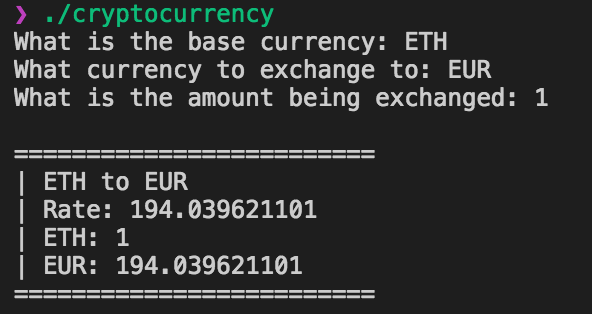 ❯ ./cryptocurrency
What is the base currency: ETH
What currency to exchange to: EUR
What is the amount being exchanged: 1
=========================
| ETH to EUR
| Rate: 194.039621101
| ETH: 1
| EUR: 194.039621101
=========================